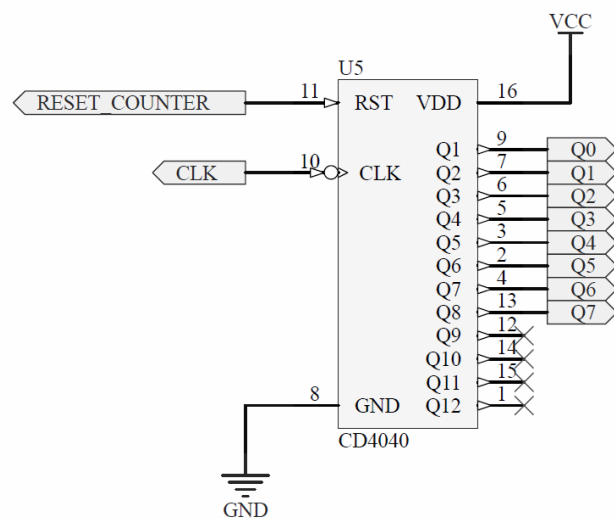 VCC
U5
RESET_COUNTER 11 RST VDD 16
Q1 9 Q0
CLK 10 CLK Q2 7 Q1
Q3 6 Q2
Q4 5 Q3
Q5 3 Q4
Q6 2 Q5
Q7 4 Q6
Q8 13 Q7
Q9 12
Q10 14
Q11 15
8 GND Q12 1
CD4040
GND